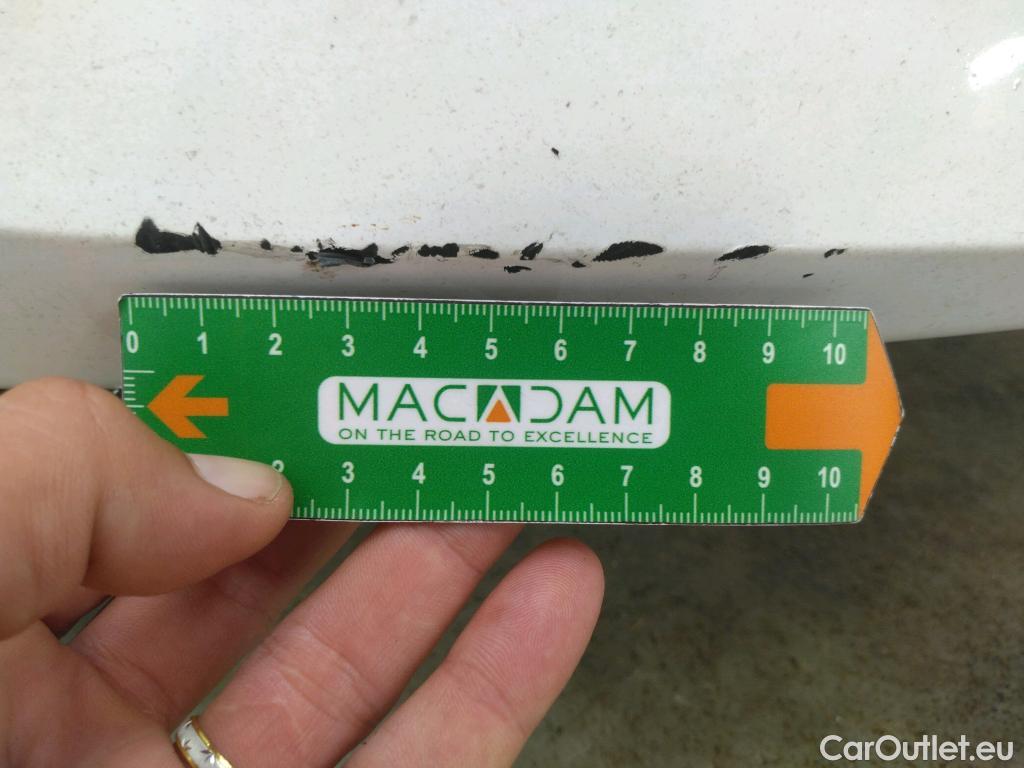 0 1 2 3 4 5 6 7 8 9 10
MACADAM
ON THE ROAD TO EXCELLENCE
3 4 5 6 7 8 9 10
CarOutlet.eu